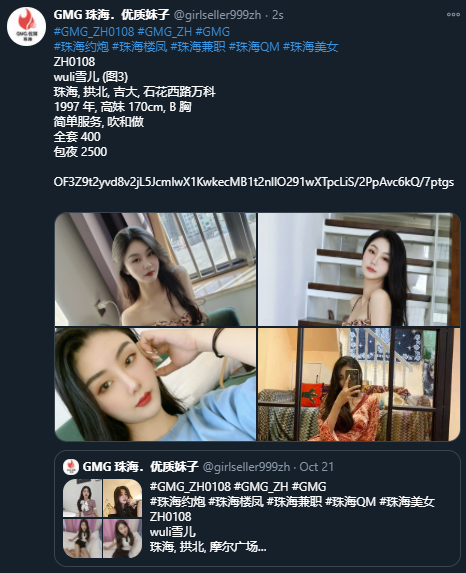 GMG 珠海．优质妹子 @girlseller999zh · 2s
#GMG_ZH0108 #GMG_ZH #GMG
#珠海约炮 #珠海楼凤 #珠海兼职 #珠海QM #珠海美女
ZH0108
wuli雪儿 (图3)
珠海, 拱北, 吉大, 石花西路万科
1997 年, 高妹 170cm, B 胸
简单服务, 吹和做
全套 400
包夜 2500
OF3Z9t2yvd8v2jL5JcmlwX1KwkecMB1t2nlIO291wXTpcLiS/2PpAvc6kQ/7ptgs
GMG 珠海．优质妹子 @girlseller999zh · Oct 21
#GMG_ZH0108 #GMG_ZH #GMG
#珠海约炮 #珠海楼凤 #珠海兼职 #珠海QM #珠海美女
ZH0108
wuli雪儿
珠海, 拱北, 摩尔广场...